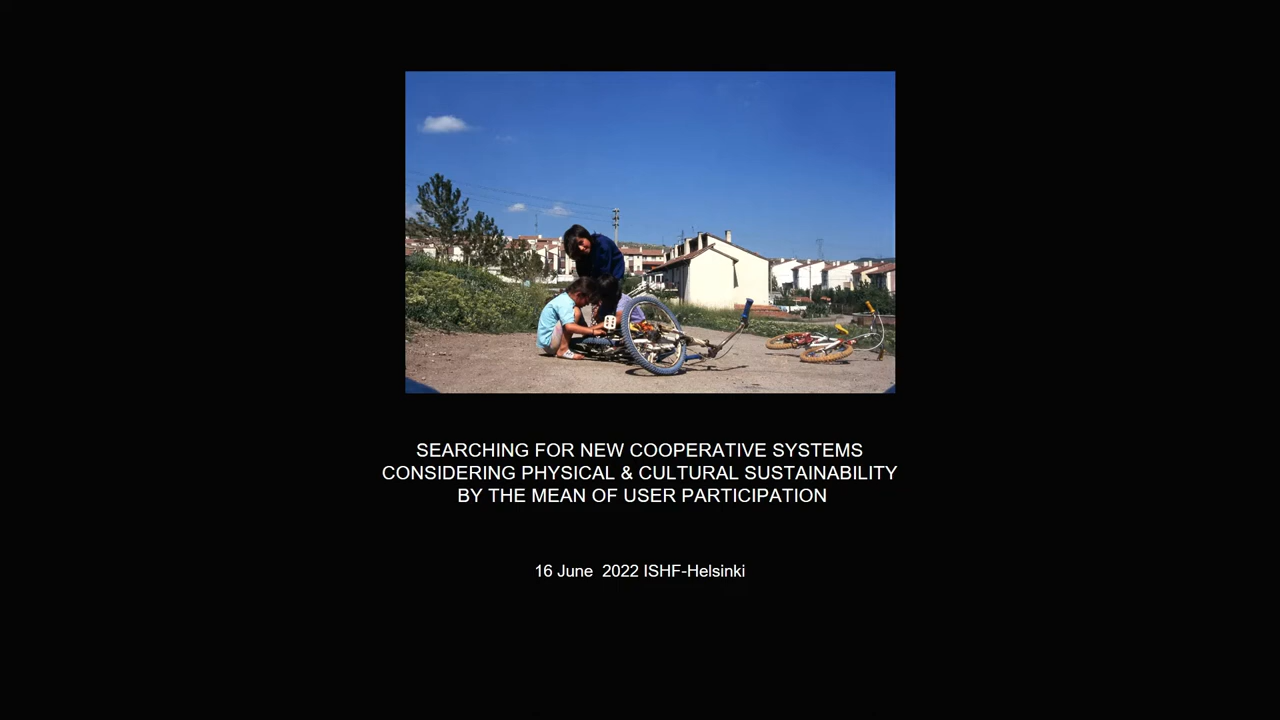 SEARCHING FOR NEW COOPERATIVE SYSTEMS
CONSIDERING PHYSICAL & CULTURAL SUSTAINABILITY
BY THE MEAN OF USER PARTICIPATION
16 June 2022 ISHF-Helsinki